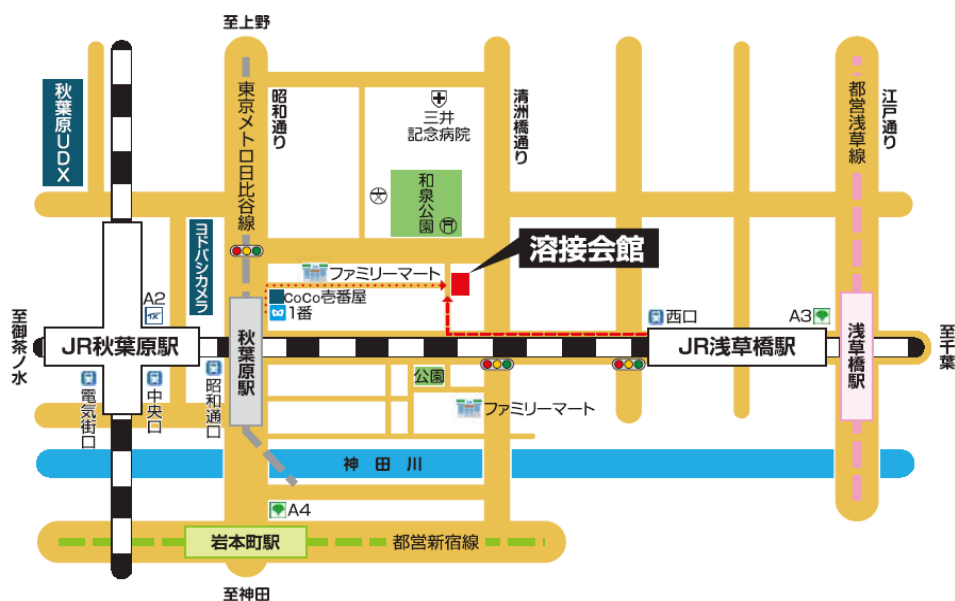 至上野
秋葉原UDX
東京メトロ日比谷線
昭和通り
三井
記念病院
清洲橋通り
都営浅草線
江戸通り
和泉公園
ヨドバシカメラ
溶接会館
ファミリーマート
CoCo壱番屋
1番
A2
西口
A3
至御茶ノ水
JR秋葉原駅
秋葉原駅
JR浅草橋駅
浅草橋駅
至千葉
電気街口
中央口
昭和通口
公園
ファミリーマート
神田川
A4
岩本町駅
都営新宿線
至神田